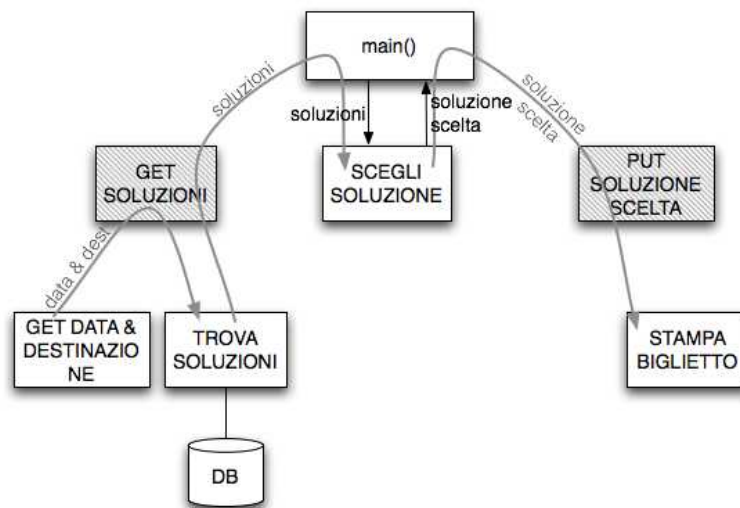 main()
soluzioni
soluzioni
soluzione
scelta
soluzione
scelta
GET
SOLUZIONI
SCEGLI
SOLUZIONE
PUT
SOLUZIONE
SCELTA
data & dest
GET DATA &
DESTINAZIO
NE
TROVA
SOLUZIONI
STAMPA
BIGLIETTO
DB